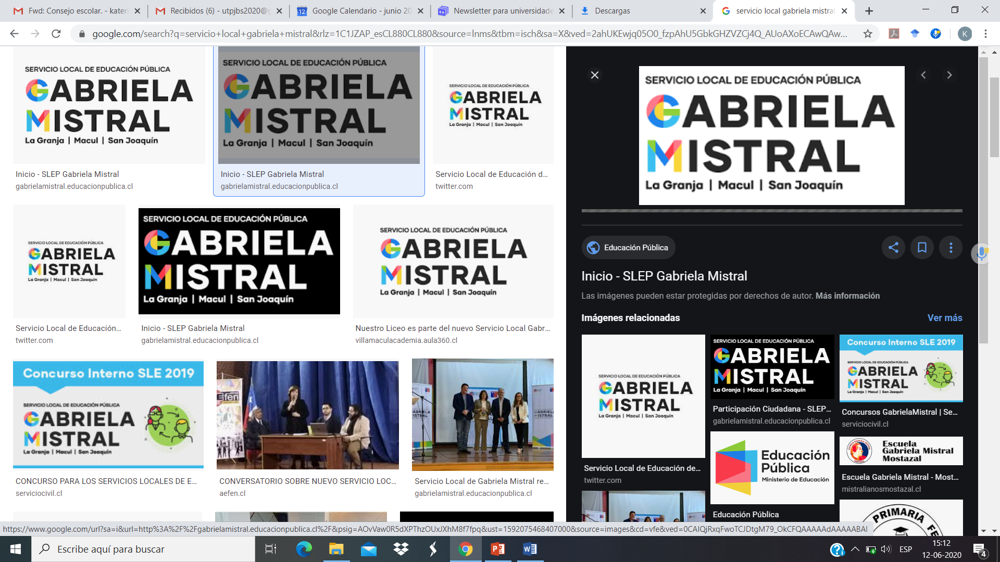 Fwd: Consejo escolar. - kateri
Recibidos (6) - utpjbs2020@g
Google Calendario - junio 20
Newsletter para universidade
Descargas
servicio local gabriela mistral
google.com/search?q=servicio+local+gabriela+mistral&rlz=1C1JZAP_esCL880CL880&source=lnms&tbm=isch&sa=X&ved=2ahUKEwjq05O0_fzpAhU5GbkGHZVZCj4Q_AUoAXoECAwQAw...
K
SERVICIO LOCAL DE EDUCACIÓN PÚBLICA
GABRIELA
MISTRAL
La Granja | Macul | San Joaquín
Inicio - SLEP Gabriela Mistral
gabrielamistral.educacionpublica.cl
SERVICIO LOCAL DE EDUCACIÓN PÚBLICA
GABRIELA
MISTRAL
La Granja | Macul | San Joaquín
Inicio - SLEP Gabriela Mistral
gabrielamistral.educacionpublica.cl
SERVICIO LOCAL DE EDUCACIÓN PÚBLICA
GABRIELA
MISTRAL
La Granja | Macul | San Joaquín
Servicio Local de Educación d...
twitter.com
SERVICIO LOCAL DE EDUCACIÓN PÚBLICA
GABRIELA
MISTRAL
La Granja | Macul | San Joaquín
Servicio Local de Educación...
twitter.com
SERVICIO LOCAL DE EDUCACIÓN PÚBLICA
GABRIELA
MISTRAL
La Granja | Macul | San Joaquín
Inicio - SLEP Gabriela Mistral
gabrielamistral.educacionpublica.cl
SERVICIO LOCAL DE EDUCACIÓN PÚBLICA
GABRIELA
MISTRAL
La Granja | Macul | San Joaquín
Nuestro Liceo es parte del nuevo Servicio Local Gabr...
villamaculacademia.aula360.cl
Concurso Interno SLE 2019
SERVICIO LOCAL DE EDUCACIÓN PÚBLICA
GABRIELA
MISTRAL
La Granja | Macul | San Joaquín
CONCURSO PARA LOS SERVICIOS LOCALES DE E...
serviciocivil.cl
Efen
CONVERSATORIO SOBRE NUEVO SERVICIO LOC...
aefen.cl
Servicio Local de Gabriela Mistral re...
gabrielamistral.educacionpublica.cl
SERVICIO LOCAL DE EDUCACIÓN PÚBLICA
GABRIELA
MISTRAL
La Granja | Macul | San Joaquín
Educación Pública
Inicio - SLEP Gabriela Mistral
Las imágenes pueden estar protegidas por derechos de autor. Más información
Imágenes relacionadas
Ver más
SERVICIO LOCAL DE EDUCACIÓN PÚBLICA
GABRIELA
MISTRAL
La Granja | Macul | San Joaquín
Servicio Local de Educación de...
twitter.com
SERVICIO LOCAL DE EDUCACIÓN PÚBLICA
GABRIELA
MISTRAL
La Granja | Macul | San Joaquín
Participación Ciudadana - SLEP...
gabrielamistral.educacionpublica.cl
Concurso Interno SLE 2019
SERVICIO LOCAL DE EDUCACIÓN PÚBLICA
GABRIELA
MISTRAL
La Granja | Macul | San Joaquín
Concursos GabrielaMistral | Se...
serviciocivil.cl
Educación
Pública
Ministerio de Educación
Educación Pública
Escuela
Gabriela Mistral
Mostazal
Escuela Gabriela Mistral - Most...
mistralianosmostazal.cl
PRIMARIA FE
https://www.google.com/url?sa=i&url=http%3A%2F%2Fgabrielamistral.educacionpublica.cl%2F&psig=AOvVaw0R5dXPThzOUxJXhM8f7fpq&ust=1592075468407000&source=images&cd=vfe&ved=0CAIQjRxqFwoTCJDtgM79_OkCFQAAAAAdAAAAABAI
Escribe aquí para buscar
ESP
15:12
12-06-2020
4